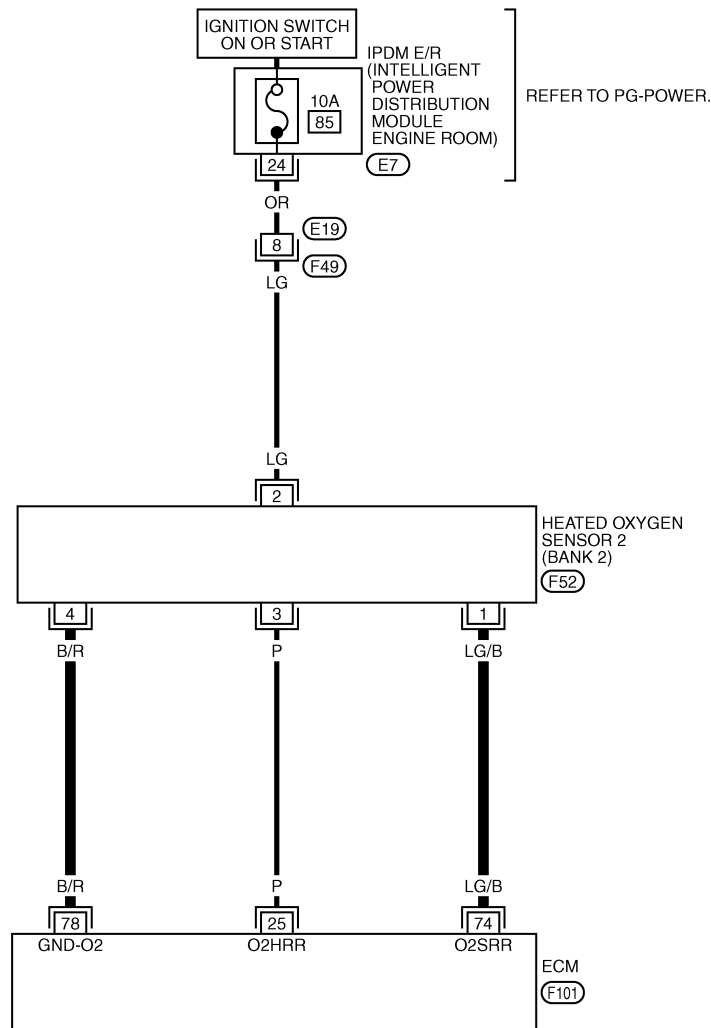 IGNITION SWITCH
ON OR START
IPDM E/R
(INTELLIGENT
POWER
DISTRIBUTION
MODULE
ENGINE ROOM)
REFER TO PG-POWER.
10A
85
24
E7
OR
E19
8
F49
LG
LG
2
HEATED OXYGEN
SENSOR 2
(BANK 2)
F52
4
3
1
B/R
P
LG/B
B/R
P
LG/B
78
25
74
GND-O2
O2HRR
O2SRR
ECM
F101